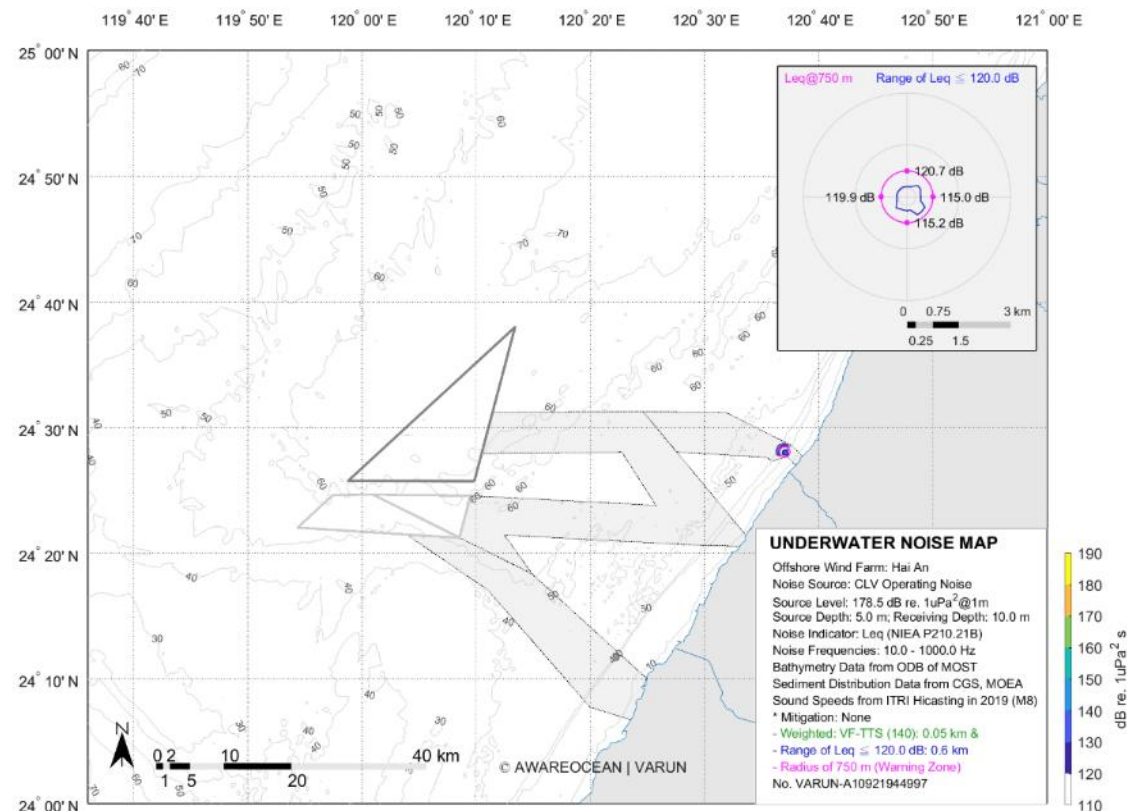 119° 40' E 119° 50' E 120° 00' E 120° 10' E 120° 20' E 120° 30' E 120° 40' E 120° 50' E 121° 00' E
25° 00' N
24° 50' N
24° 40' N
24° 30' N
24° 20' N
24° 10' N
24° 00' N
Leq@750 m Range of Leq ≦ 120.0 dB
120.7 dB
119.9 dB 115.0 dB
115.2 dB
0 0.75 3 km
0.25 1.5
UNDERWATER NOISE MAP
Offshore Wind Farm: Hai An
Noise Source: CLV Operating Noise
Source Level: 178.5 dB re. 1uPa²@1m
Source Depth: 5.0 m; Receiving Depth: 10.0 m
Noise Indicator: Leq (NIEA P210.21B)
Noise Frequencies: 10.0 - 1000.0 Hz
Bathymetry Data from ODB of MOST
Sediment Distribution Data from CGS, MOEA
Sound Speeds from ITRI Hicasting in 2019 (M8)
* Mitigation: None
- Weighted: VF-TTS (140): 0.05 km &
- Range of Leq ≦ 120.0 dB: 0.6 km
- Radius of 750 m (Warning Zone)
No. VARUN-A10921944997
190
180
170
160
150
140
130
120
110
dB re. 1uPa² s
N
0 2 10 40 km
1 5 20
© AWAREOCEAN | VARUN